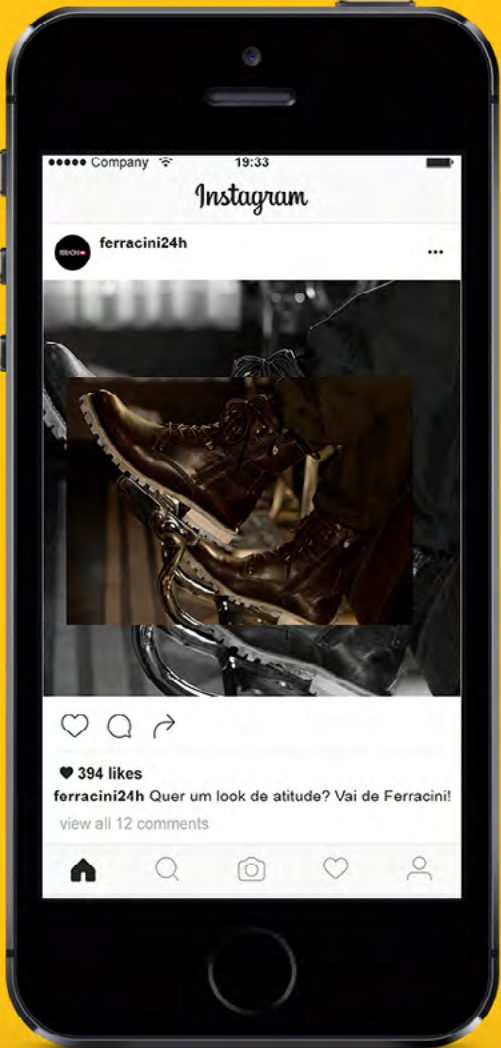 Company 19:33
Instagram
ferracini24h
394 likes
ferracini24h Quer um look de atitude? Vai de Ferracini!
view all 12 comments